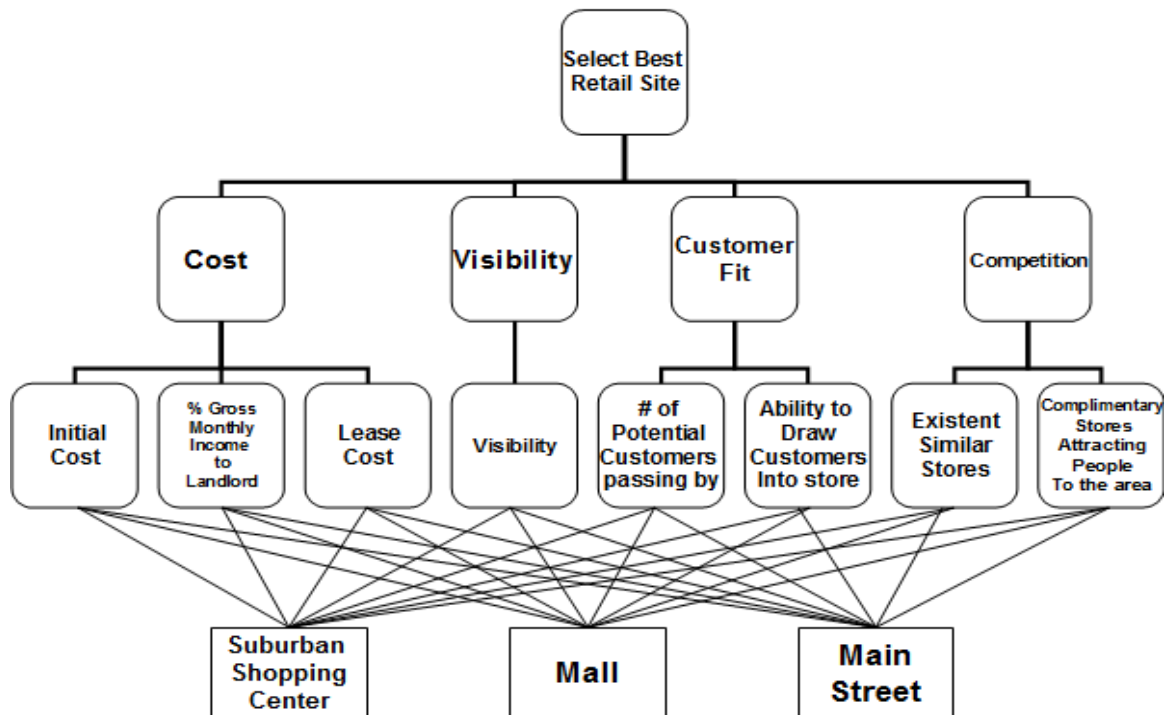 Select Best
Retail Site
Cost
Visibility
Customer
Fit
Competition
Initial
Cost
% Gross
Monthly
Income
to
Landlord
Lease
Cost
Visibility
# of
Potential
Customers
passing by
Ability to
Draw
Customers
Into store
Existent
Similar
Stores
Complimentary
Stores
Attracting
People
To the area
Suburban
Shopping
Center
Mall
Main
Street